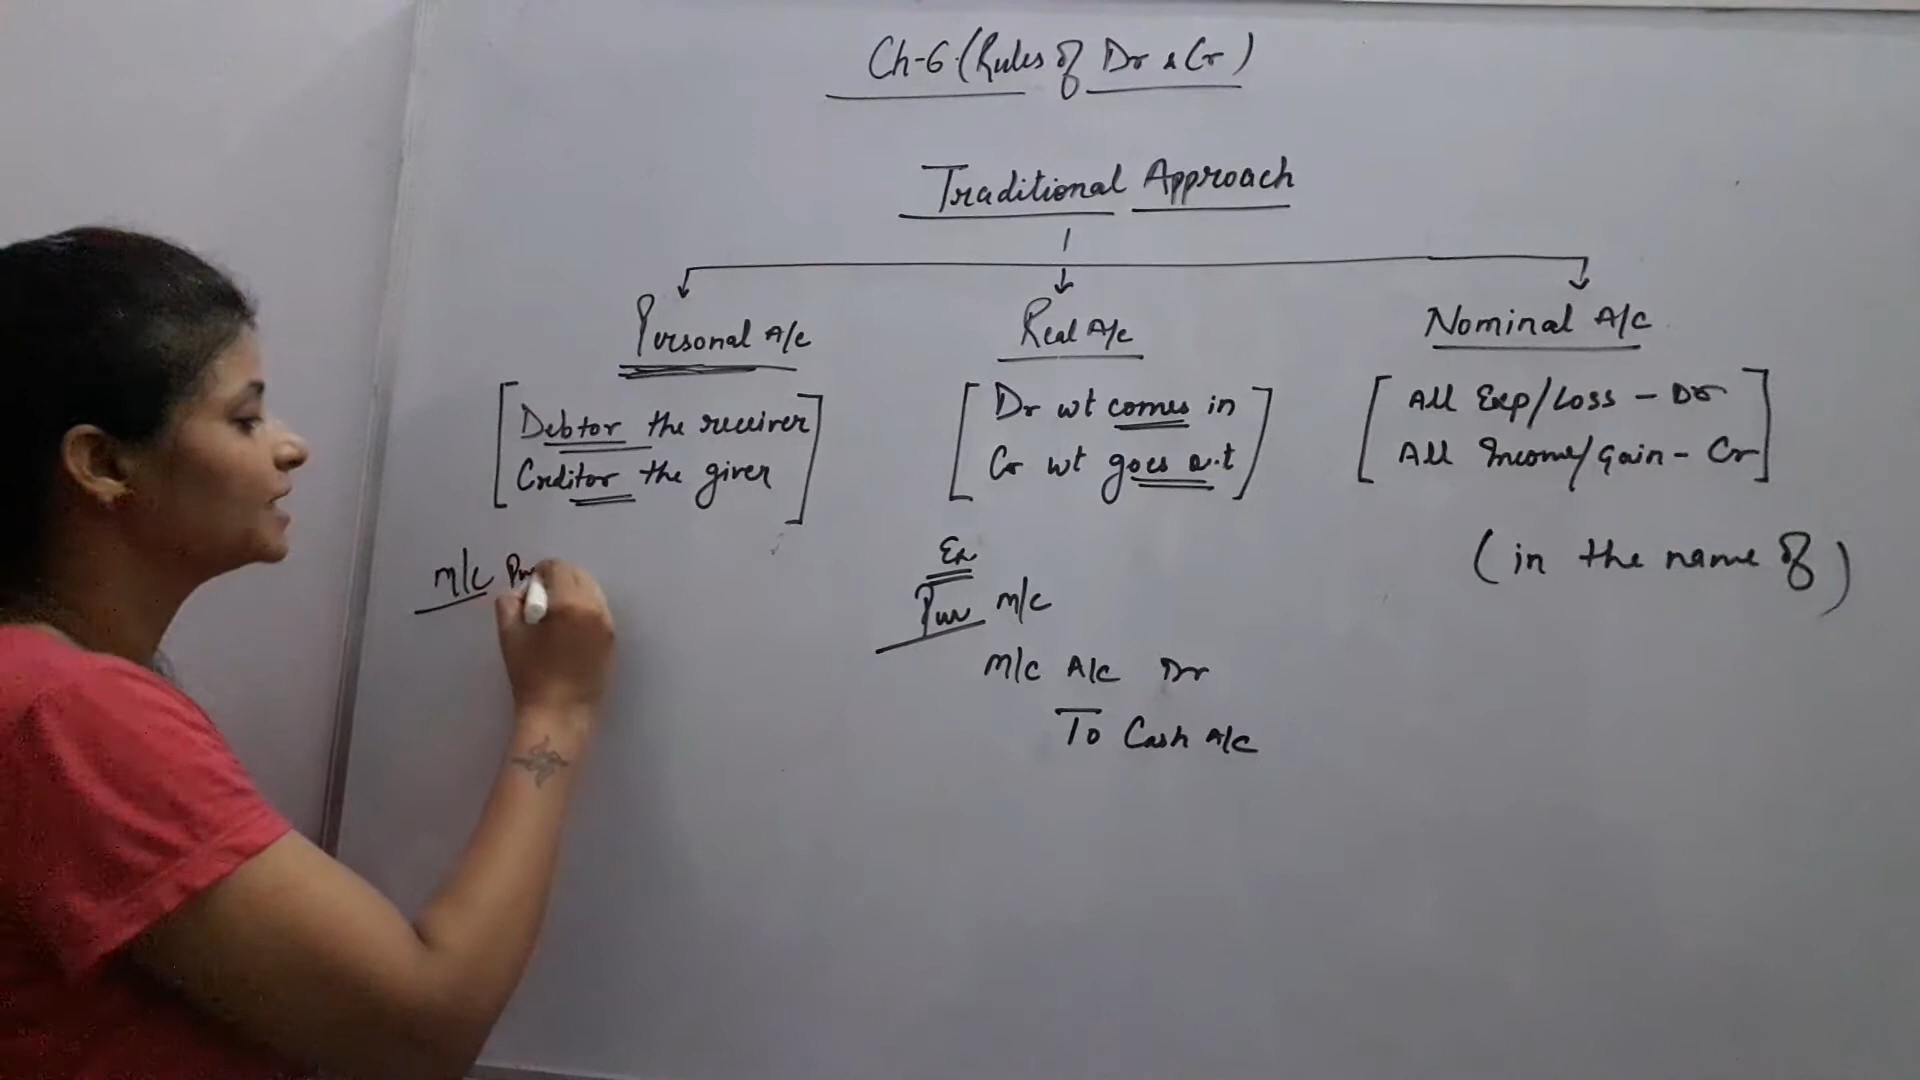 Ch-6 (Rules of Dr & Cr)
Traditional Approach
Personal A/c
Debtor the receiver
Creditor the giver
m/c Pur
Real A/c
Dr wt comes in
Cr wt goes out
Ex
Pur m/c
m/c A/c Dr
To Cash A/c
Nominal A/c
All Exp/Loss - Dr
All Income/Gain - Cr
(in the name of)